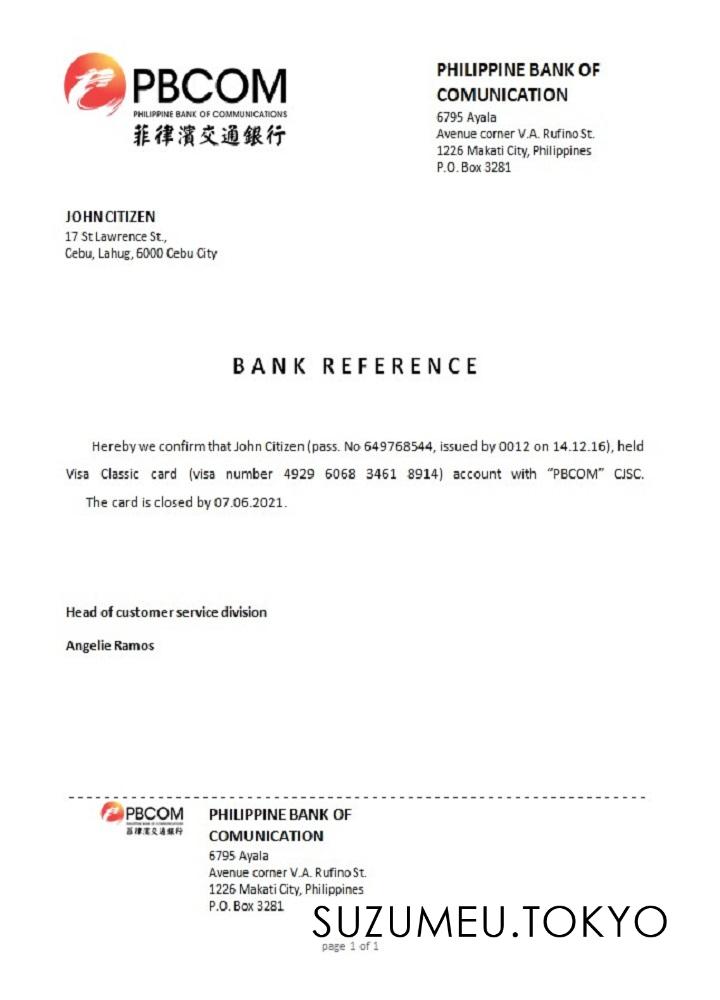 PBCOM
PHILIPPINE BANK OF COMMUNICATIONS
菲律濱交通銀行
PHILIPPINE BANK OF
COMUNICATION
6795 Ayala
Avenue corner V.A. Rufino St.
1226 Makati City, Philippines
P.O. Box 3281
JOHN CITIZEN
17 St Lawrence St.,
Cebu, Lahug, 6000 Cebu City
BANK REFERENCE
Hereby we confirm that John Citizen (pass. No 649768544, issued by 0012 on 14.12.16), held
Visa Classic card (visa number 4929 6068 3461 8914) account with “PBCOM” CJSC.
The card is closed by 07.06.2021.
Head of customer service division
Angelie Ramos
PBCOM
PHILIPPINE BANK OF COMMUNICATIONS
菲律濱交通銀行
PHILIPPINE BANK OF
COMUNICATION
6795 Ayala
Avenue corner V.A. Rufino St.
1226 Makati City, Philippines
P.O. Box 3281
SUZUMEU.TOKYO
page 1 of 1